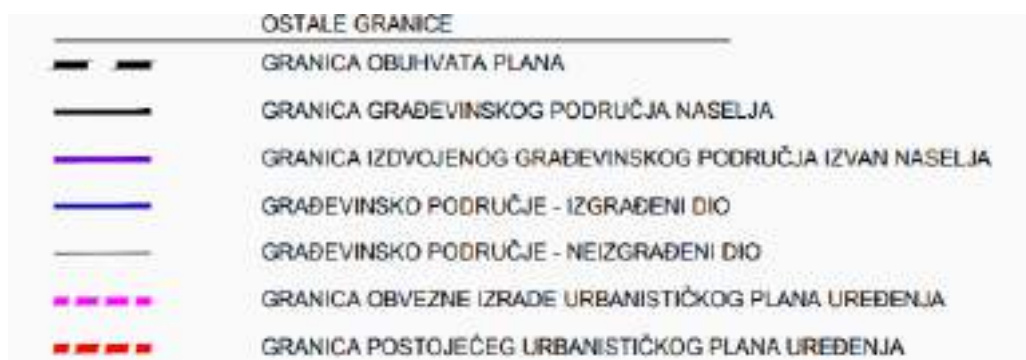 OSTALE GRANICE
GRANICA OBUHVATA PLANA
GRANICA GRAĐEVINSKOG PODRUČJA NASELJA
GRANICA IZDVOJENOG GRAĐEVINSKOG PODRUČJA IZVAN NASELJA
GRAĐEVINSKO PODRUČJE - IZGRAĐENI DIO
GRAĐEVINSKO PODRUČJE - NEIZGRAĐENI DIO
GRANICA OBVEZNE IZRADE URBANISTIČKOG PLANA UREĐENJA
GRANICA POSTOJEĆEG URBANISTIČKOG PLANA UREĐENJA